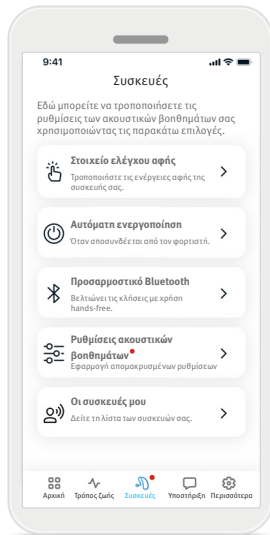 9:41
Συσκευές
Εδώ μπορείτε να τροποποιήσετε τις
ρυθμίσεις των ακουστικών βοηθημάτων σας
χρησιμοποιώντας τις παρακάτω επιλογές.
Στοιχείο ελέγχου αφής
Τροποποιήστε τις ενέργειες αφής της
συσκευής σας.
Αυτόματη ενεργοποίηση
Όταν αποσυνδέεται από τον φορτιστή.
Προσαρμοστικό Bluetooth
Βελτιώνει τις κλήσεις με χρήση
hands-free.
Ρυθμίσεις ακουστικών
βοηθημάτων
Εφαρμογή απομακρυσμένων ρυθμίσεων
Οι συσκευές μου
Δείτε τη λίστα των συσκευών σας.
Αρχική Τρόπος ζωής Συσκευές Υποστήριξη Περισσότερα